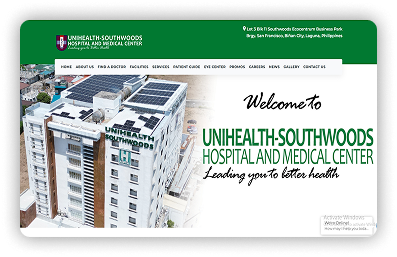 UNIHEALTH-SOUTHWOODS
HOSPITAL AND MEDICAL CENTER
Leading you to better health
Lot 3 Blk 11 Southwoods Ecocentrum Business Park
Brgy. San Francisco, Biñan City, Laguna, Philippines
HOME ABOUT US FIND A DOCTOR FACILITIES SERVICES PATIENT GUIDE EYE CENTER PROMOS CAREERS NEWS GALLERY CONTACT US
UNIHEALTH
SOUTHWOODS
Welcome to
UNIHEALTH-SOUTHWOODS
HOSPITAL AND MEDICAL CENTER
Leading you to better health
Activate Windows
We're Online!
How may I help you